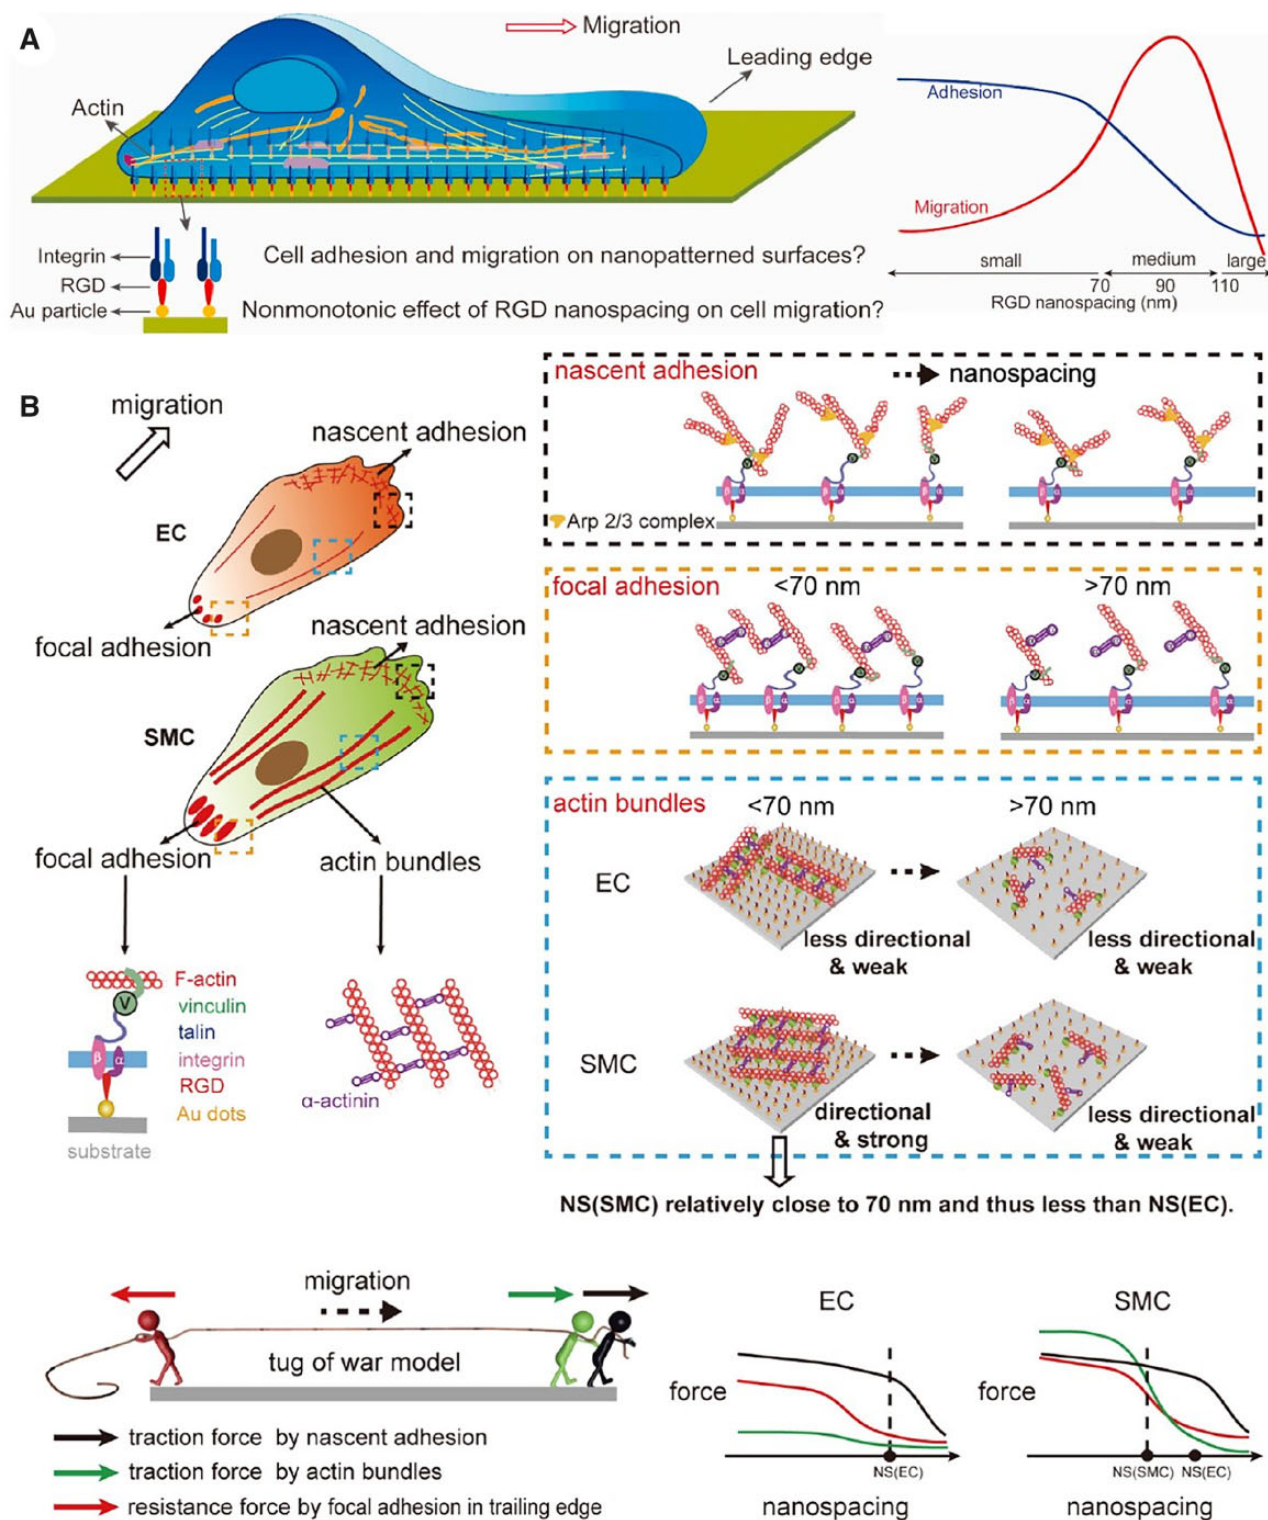 A
Migration
Leading edge
Actin
Integrin
RGD
Au particle
Cell adhesion and migration on nanopatterned surfaces?
Nonmonotonic effect of RGD nanospacing on cell migration?
Adhesion
Migration
small
medium
large
70
90
110
RGD nanospacing (nm)
B
migration
nascent adhesion
EC
focal adhesion
nascent adhesion
SMC
focal adhesion
actin bundles
F-actin
vinculin
talin
integrin
RGD
Au dots
substrate
V
β
α
α-actinin
nascent adhesion
nanospacing
Arp 2/3 complex
focal adhesion
<70 nm
>70 nm
actin bundles
<70 nm
>70 nm
EC
less directional
& weak
less directional
& weak
SMC
directional
& strong
less directional
& weak
NS(SMC) relatively close to 70 nm and thus less than NS(EC).
migration
tug of war model
traction force by nascent adhesion
traction force by actin bundles
resistance force by focal adhesion in trailing edge
EC
force
NS(EC)
nanospacing
SMC
force
NS(SMC)
NS(EC)
nanospacing